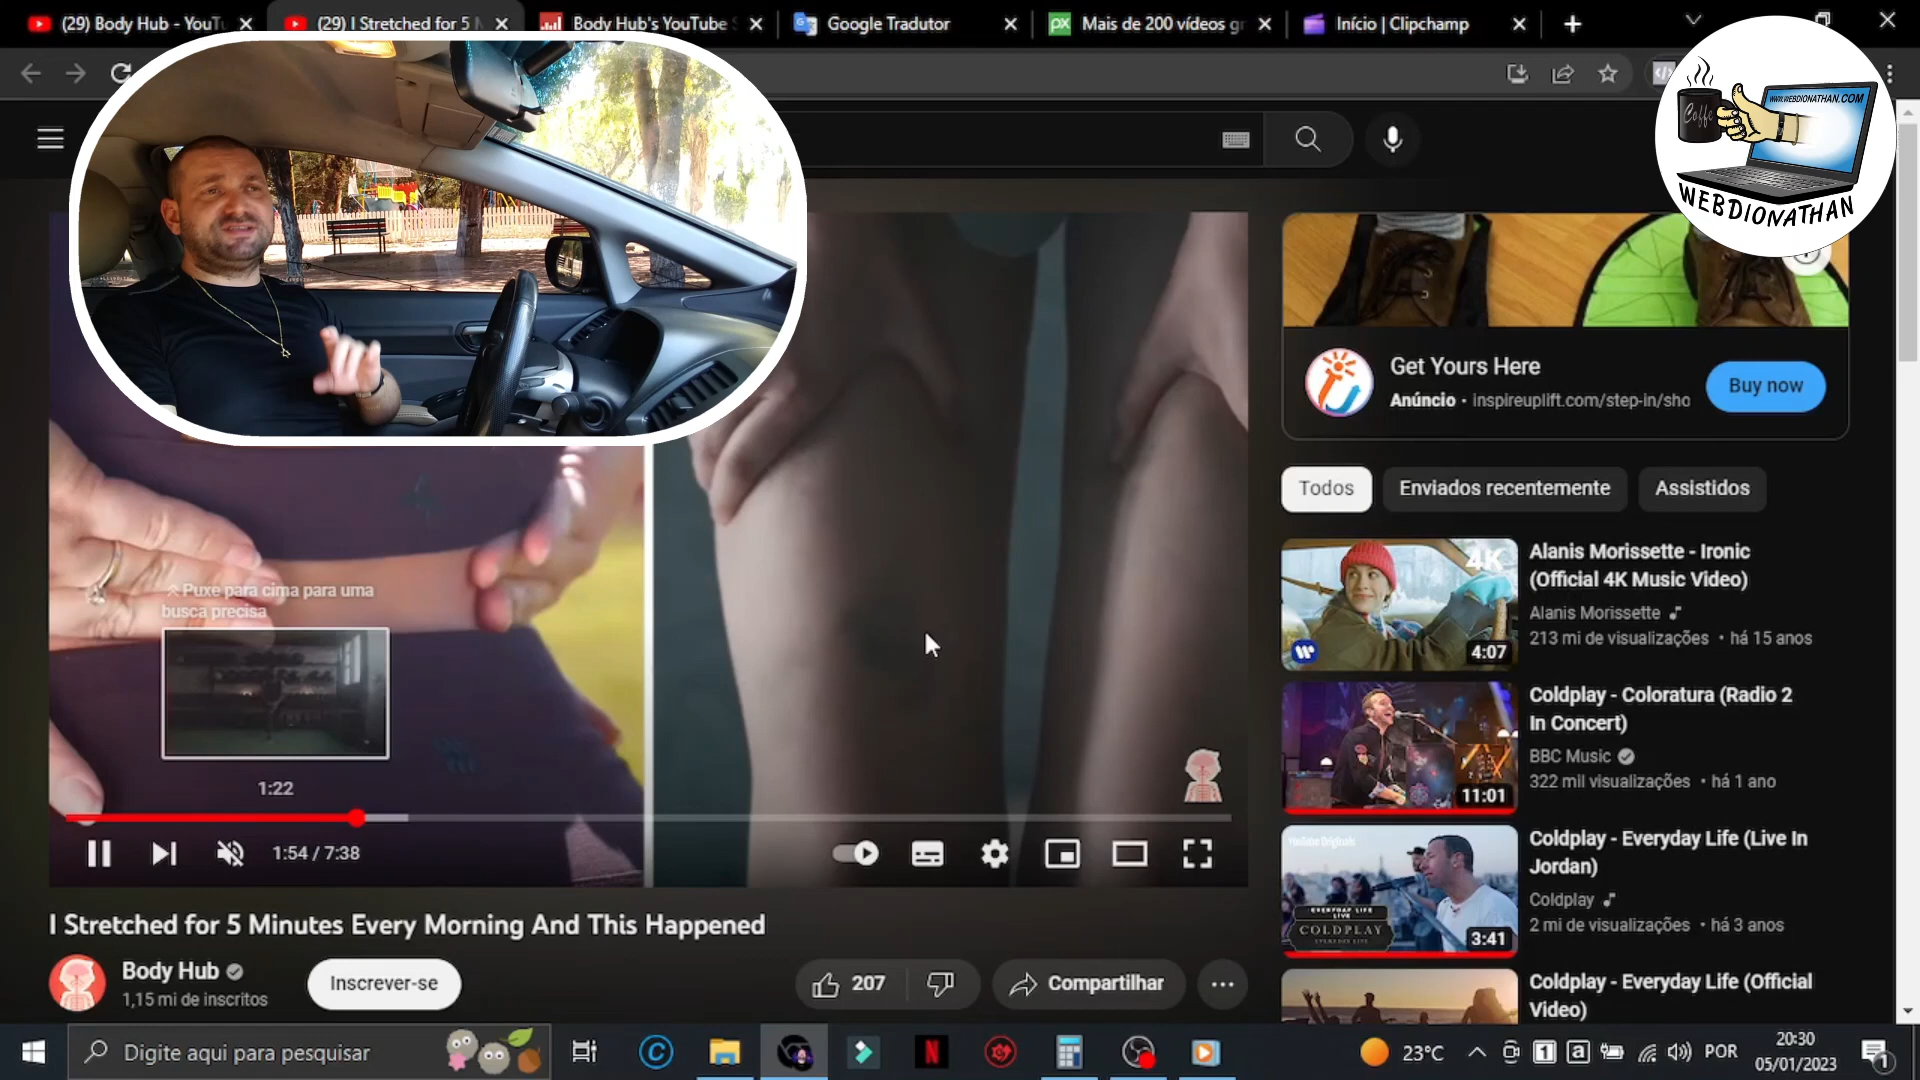 (29) Body Hub - YouT
(29) I Stretched for 5 M
Body Hub's YouTube S
Google Tradutor
Mais de 200 vídeos gr
Início | Clipchamp
Coffe
WWW.WEBDIONATHAN.COM
WEBDIONATHAN
Get Yours Here
Anúncio · inspireuplift.com/step-in/sho
Buy now
Todos
Enviados recentemente
Assistidos
Puxe para cima para uma
busca precisa
1:22
1:54 / 7:38
4K
4:07
Alanis Morissette - Ironic
(Official 4K Music Video)
Alanis Morissette
213 mi de visualizações · há 15 anos
11:01
Coldplay - Coloratura (Radio 2
In Concert)
BBC Music
322 mil visualizações · há 1 ano
YouTube Originals
EVERYDAY LIFE
LIVE
COLDPLAY
3:41
Coldplay - Everyday Life (Live In
Jordan)
Coldplay
2 mi de visualizações · há 3 anos
Coldplay - Everyday Life (Official
Video)
I Stretched for 5 Minutes Every Morning And This Happened
Body Hub
1,15 mi de inscritos
Inscrever-se
207
Compartilhar
Digite aqui para pesquisar
23°C
POR
20:30
05/01/2023
1